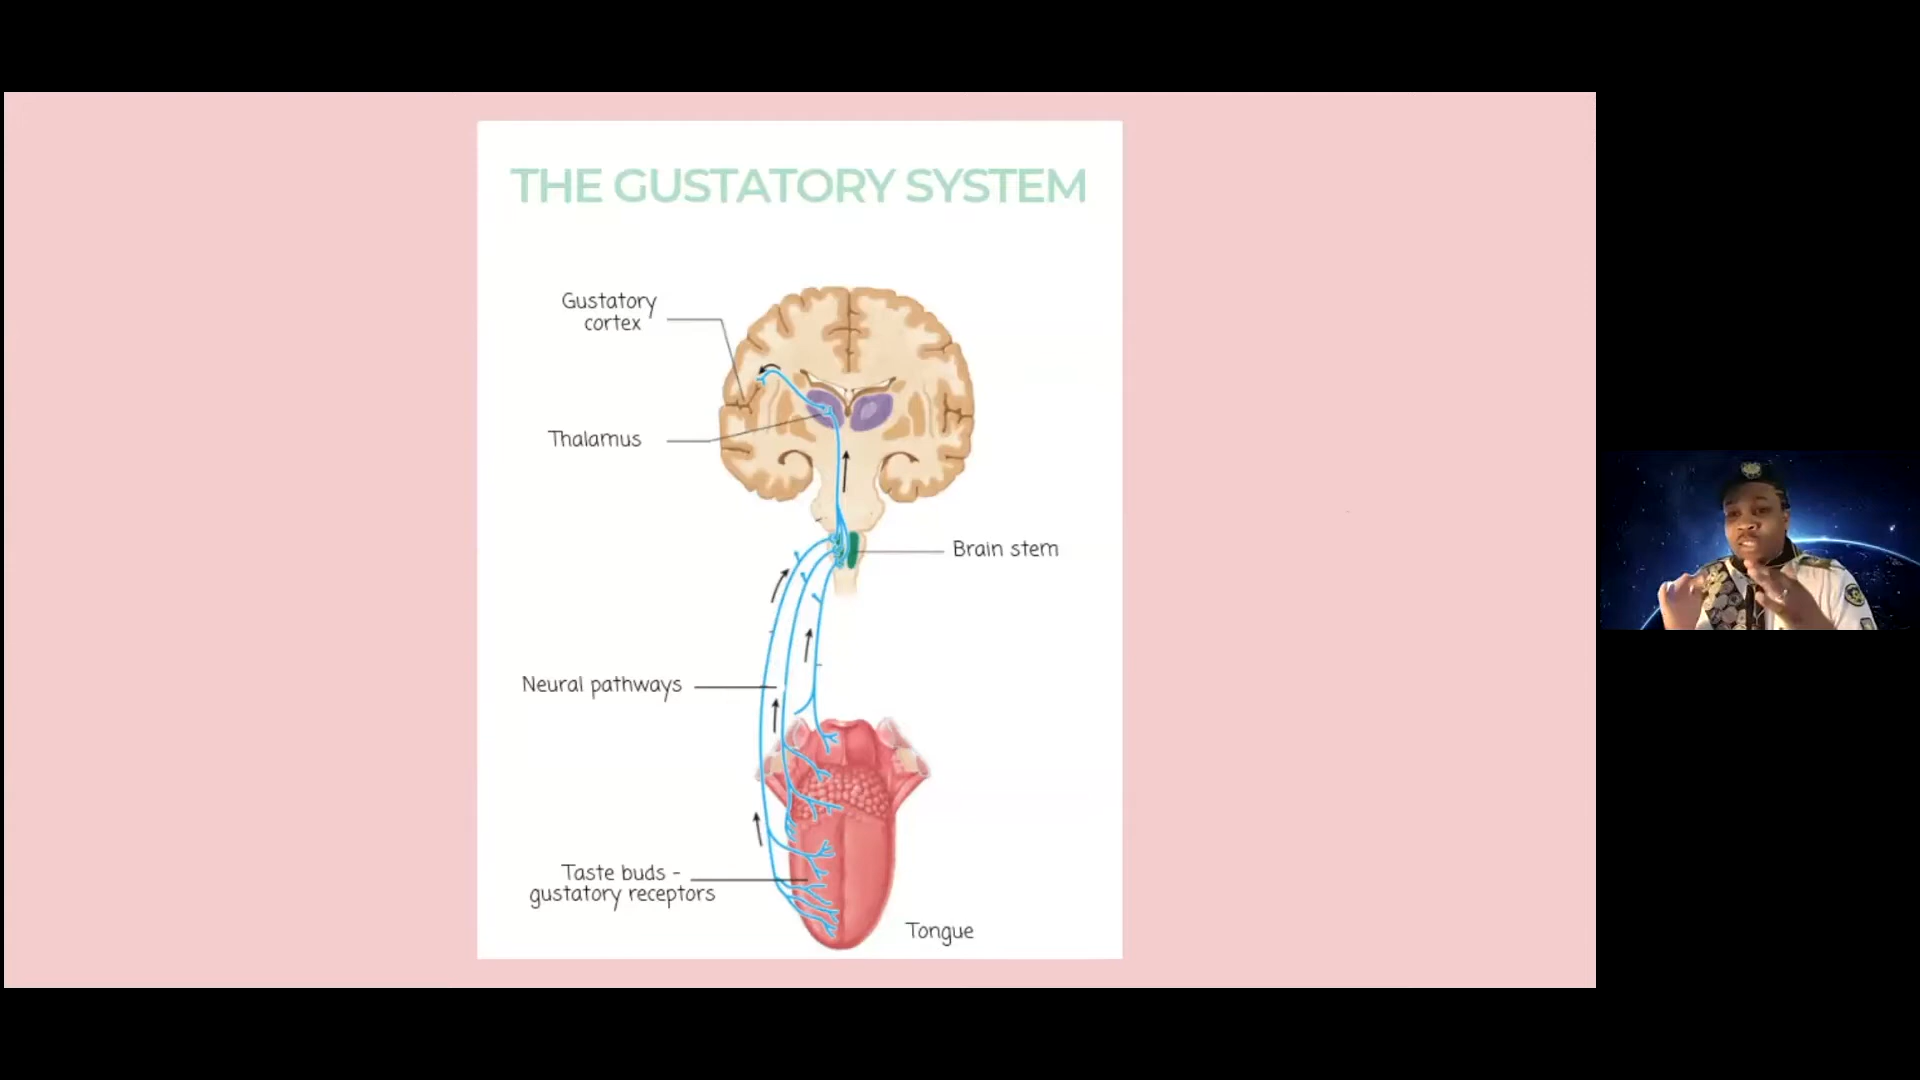 THE GUSTATORY SYSTEM
Gustatory
cortex
Thalamus
Brain stem
Neural pathways
Taste buds -
gustatory receptors
Tongue